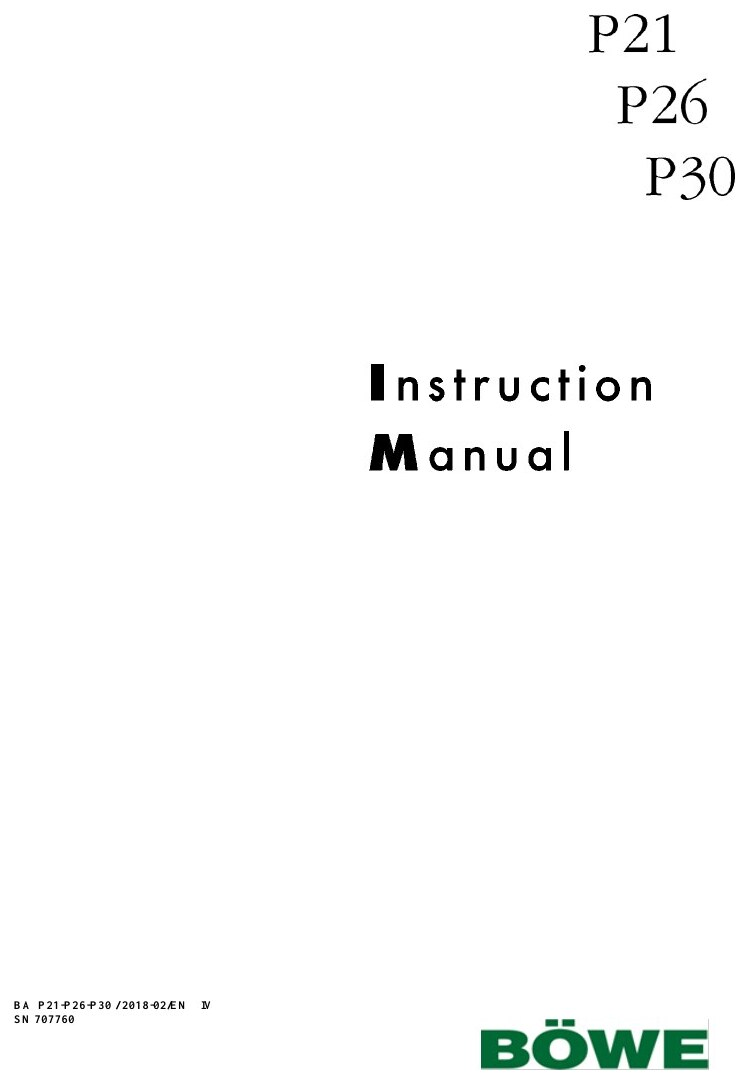 P21
P26
P30
Instruction
Manual
BA P21-P26-P30/2018-02/EN IV
SN 707760
BÖWE